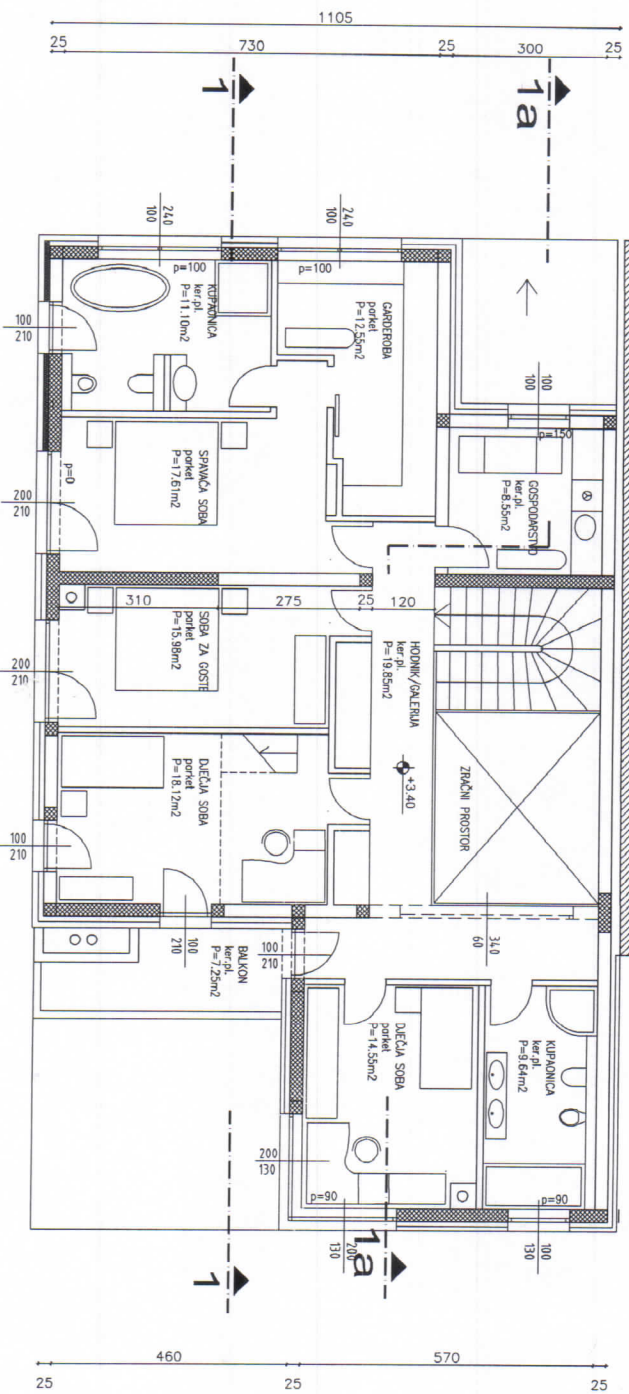 1105
25
730
25
300
25
1
1a
240
100
240
100
100
100
p=100
KUPAONICA
ker.pl.
P=11.10m2
p=100
GARDEROBA
parket
P=12.55m2
p=150
GOSPODARSTVO
ker.pl.
P=8.55m2
100
210
p=0
SPAVAĆA SOBA
parket
P=17.61m2
200
210
310
275
25
120
SOBA ZA GOSTE
parket
P=15.98m2
HODNIK/GALERIJA
ker.pl.
P=19.85m2
200
210
DJEČJA SOBA
parket
P=18.12m2
+3.40
ZRAČNI PROSTOR
100
210
100
210
BALKON
ker.pl.
P=7.25m2
100
210
340
60
DJEČJA SOBA
parket
P=14.55m2
KUPAONICA
ker.pl.
P=9.64m2
200
130
p=90
p=90
200
130
100
130
1
1a
460
570
25
25
25